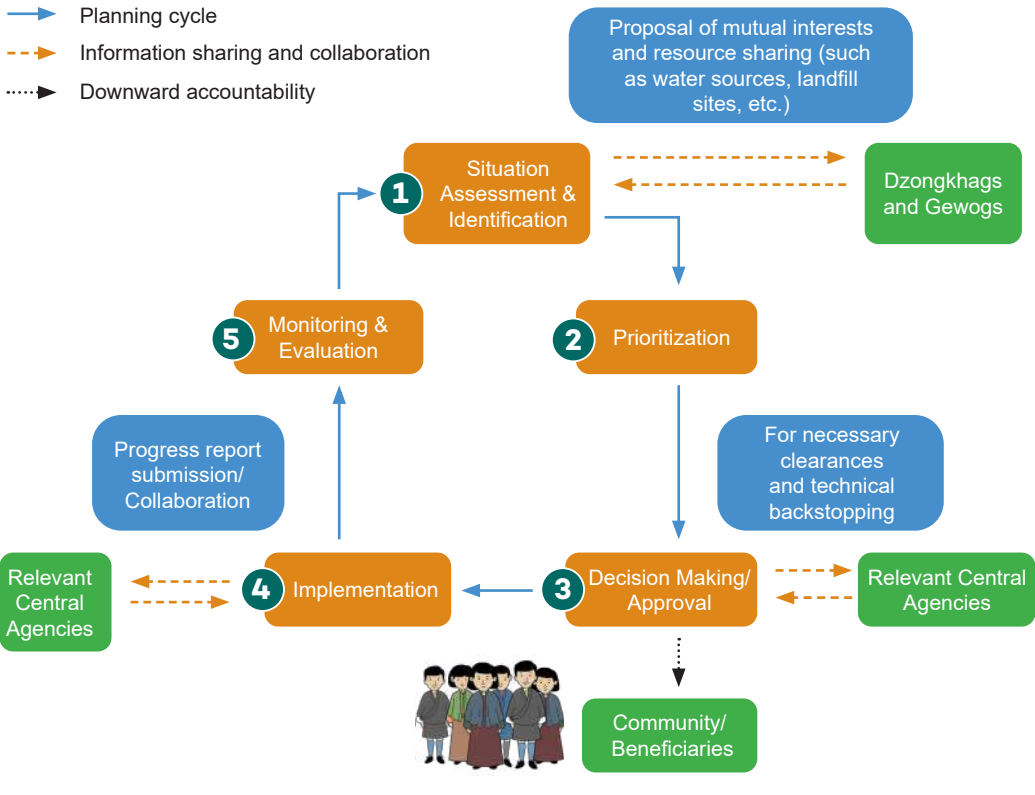 Planning cycle
Information sharing and collaboration
Downward accountability
Proposal of mutual interests
and resource sharing (such
as water sources, landfill
sites, etc.)
1
Situation
Assessment &
Identification
Dzongkhags
and Gewogs
5
Monitoring &
Evaluation
2
Prioritization
Progress report
submission/
Collaboration
For necessary
clearances
and technical
backstopping
Relevant
Central
Agencies
4
Implementation
3
Decision Making/
Approval
Relevant Central
Agencies
Community/
Beneficiaries